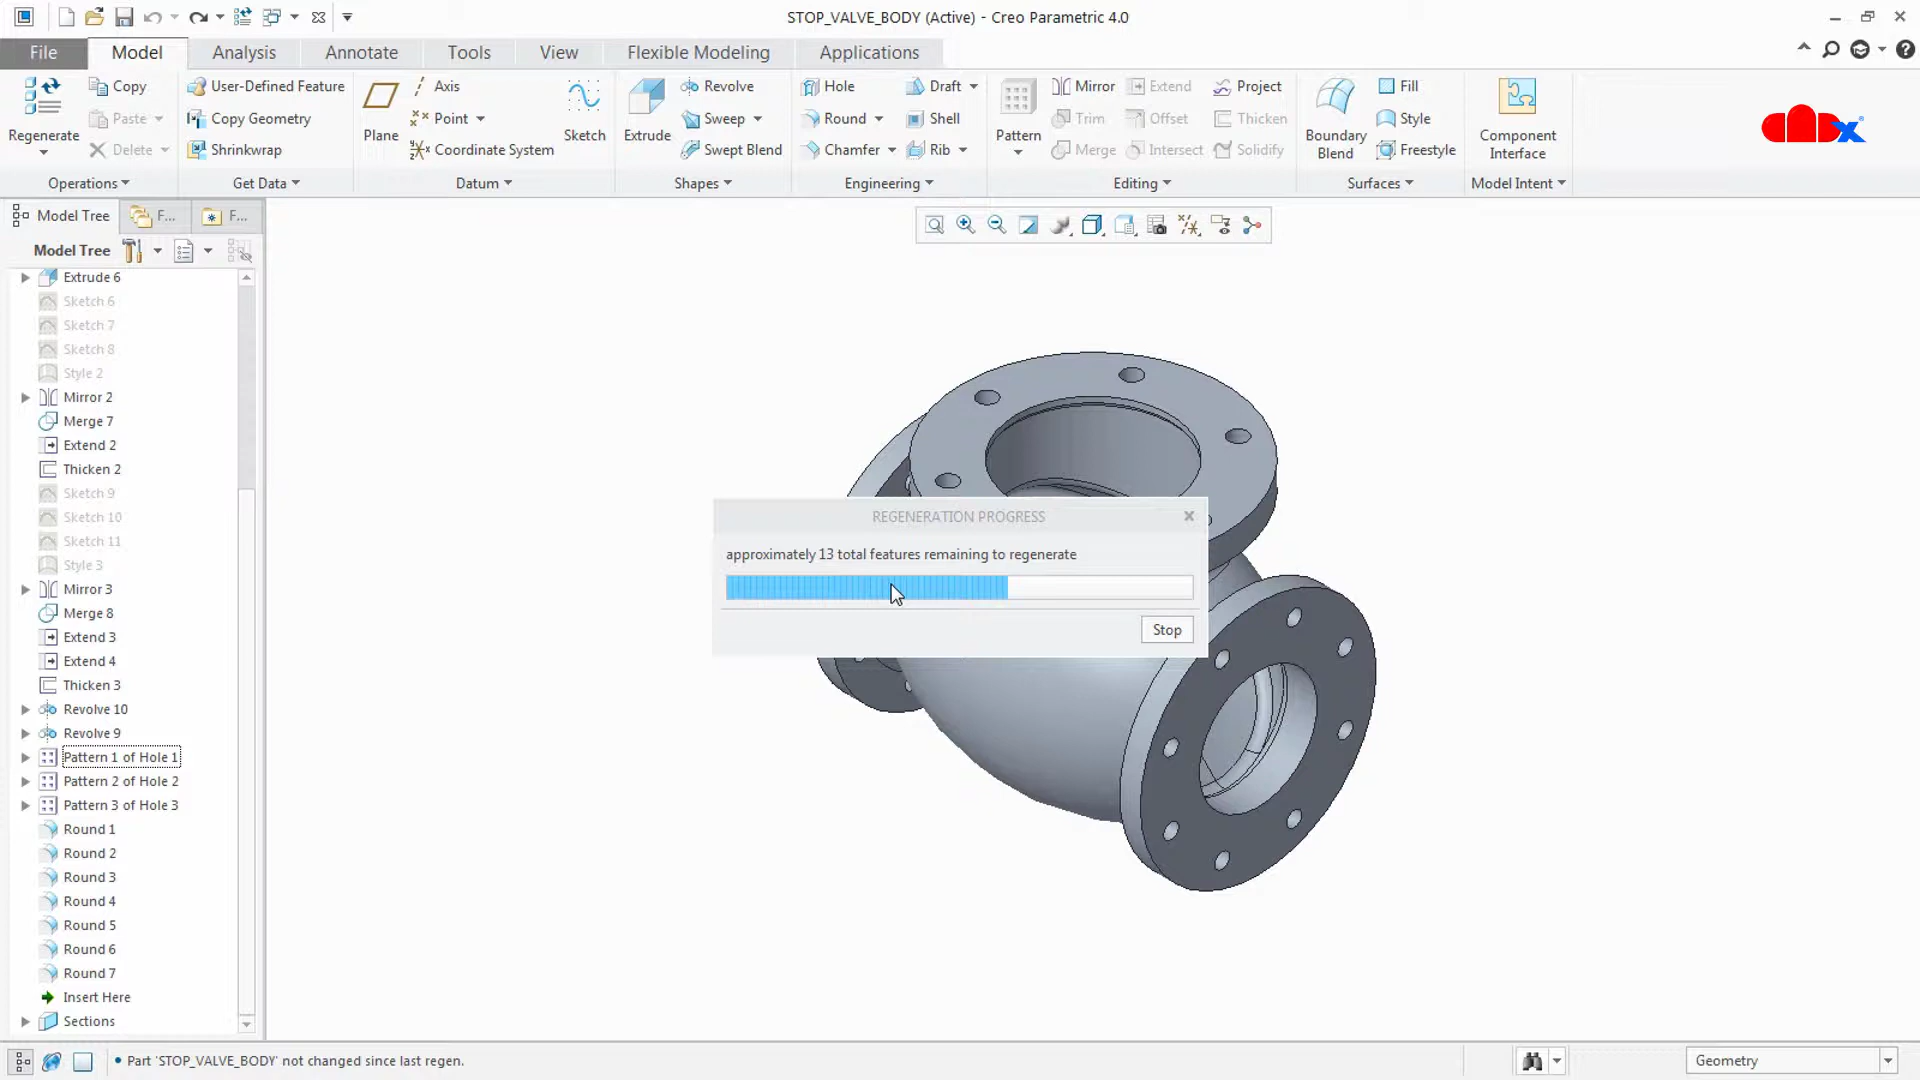 STOP_VALVE_BODY (Active) - Creo Parametric 4.0
File Model Analysis Annotate Tools View Flexible Modeling Applications
Regenerate
Copy
Paste
Delete
Operations
User-Defined Feature
Copy Geometry
Shrinkwrap
Get Data
Plane
Axis
Point
Coordinate System
Sketch
Datum
Extrude
Revolve
Sweep
Swept Blend
Shapes
Hole
Round
Chamfer
Draft
Shell
Rib
Engineering
Pattern
Mirror
Trim
Merge
Extend
Offset
Intersect
Project
Thicken
Solidify
Editing
Boundary
Blend
Fill
Style
Freestyle
Surfaces
Component
Interface
Model Intent
Model Tree F... F...
Model Tree
Extrude 6
Sketch 6
Sketch 7
Sketch 8
Style 2
Mirror 2
Merge 7
Extend 2
Thicken 2
Sketch 9
Sketch 10
Sketch 11
Style 3
Mirror 3
Merge 8
Extend 3
Extend 4
Thicken 3
Revolve 10
Revolve 9
Pattern 1 of Hole 1
Pattern 2 of Hole 2
Pattern 3 of Hole 3
Round 1
Round 2
Round 3
Round 4
Round 5
Round 6
Round 7
Insert Here
Sections
REGENERATION PROGRESS
approximately 13 total features remaining to regenerate
Stop
• Part 'STOP_VALVE_BODY' not changed since last regen.
Geometry